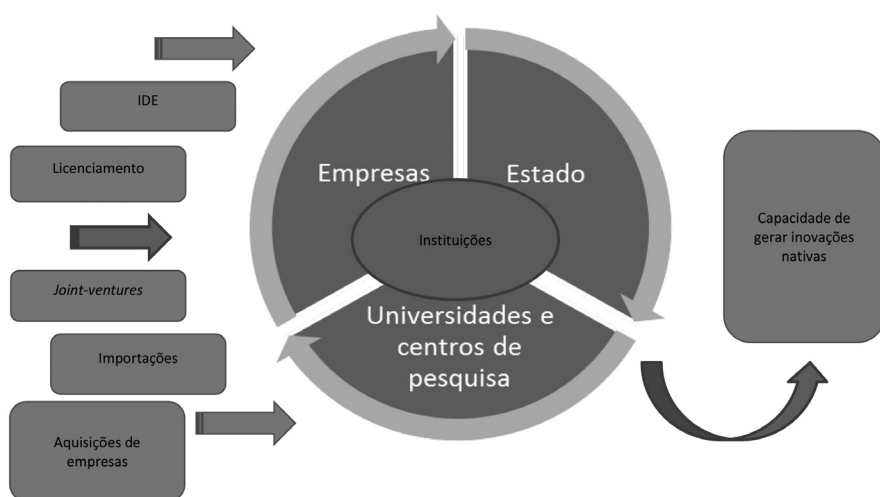 IDE
Licenciamento
Joint-ventures
Importações
Aquisições de
empresas
Empresas
Estado
Instituições
Universidades e
centros de
pesquisa
Capacidade de
gerar inovações
nativas